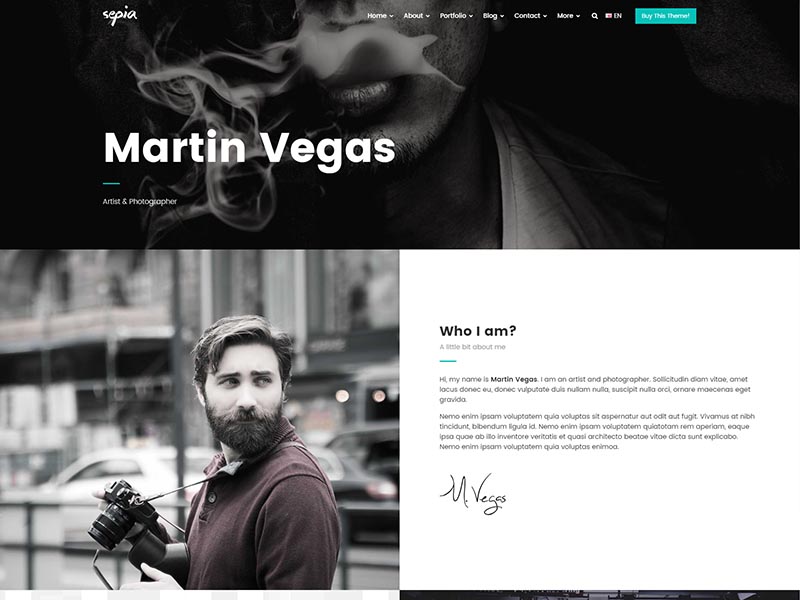 sepia
Home About Portfolio Blog Contact More EN Buy This Theme!
Martin Vegas
Artist & Photographer
Who I am?
A little bit about me
Hi, my name is Martin Vegas. I am an artist and photographer. Sollicitudin diam vitae, amet
lacus donec eu, donec vulputate duis nullam nulla, suscipit nulla orci, ornare maecenas eget
gravida.
Nemo enim ipsam voluptatem quia voluptas sit aspernatur aut odit aut fugit. Vivamus at nibh
tincidunt, bibendum ligula id. Nemo enim ipsam voluptatem quiatotam rem aperiam, eaque
ipsa quae ab illo inventore veritatis et quasi architecto beatae vitae dicta sunt explicabo.
Nemo enim ipsam voluptatem quia voluptas enimoa.
M. Vegas